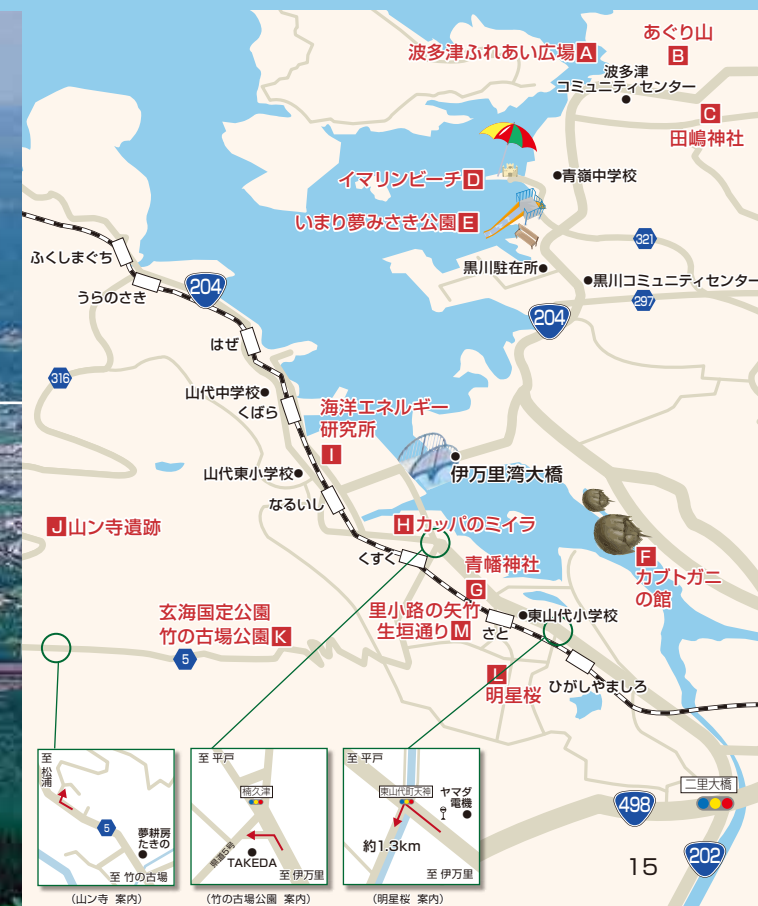 あぐり山
B
波多津ふれあい広場 A
波多津
コミュニティセンター
C
田嶋神社
イマリンビーチ D
青嶺中学校
いまり夢みさき公園 E
321
黒川駐在所
黒川コミュニティセンター
297
204
ふくしまぐち
うらのさき
204
はぜ
316
山代中学校
くばら
海洋エネルギー
研究所
I
伊万里湾大橋
山代東小学校
なるいし
J 山ン寺遺跡
H カッパのミイラ
くすく
青幡神社
G
F
カブトガニ
の館
玄海国定公園
竹の古場公園 K
里小路の矢竹
生垣通り M
さと
東山代小学校
5
L
明星桜
ひがしやましろ
至
松浦
5
夢耕房
たきの
至 竹の古場
(山ン寺 案内)
至 平戸
楠久津
県道5号
TAKEDA
至 伊万里
(竹の古場公園 案内)
至 平戸
東山代町大神
ヤマダ
電機
約1.3km
至 伊万里
(明星桜 案内)
二里大橋
498
202
15